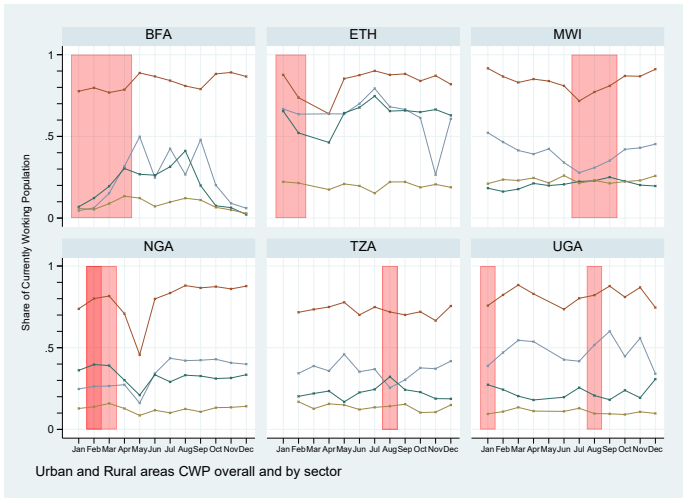 BFA ETH MWI
1
.5
0
Share of Currently Working Population
NGA TZA UGA
1
.5
0
Jan Feb Mar Apr May Jun Jul Aug Sep Oct Nov Dec Jan Feb Mar Apr May Jun Jul Aug Sep Oct Nov Dec Jan Feb Mar Apr May Jun Jul Aug Sep Oct Nov Dec
Urban and Rural areas CWP overall and by sector